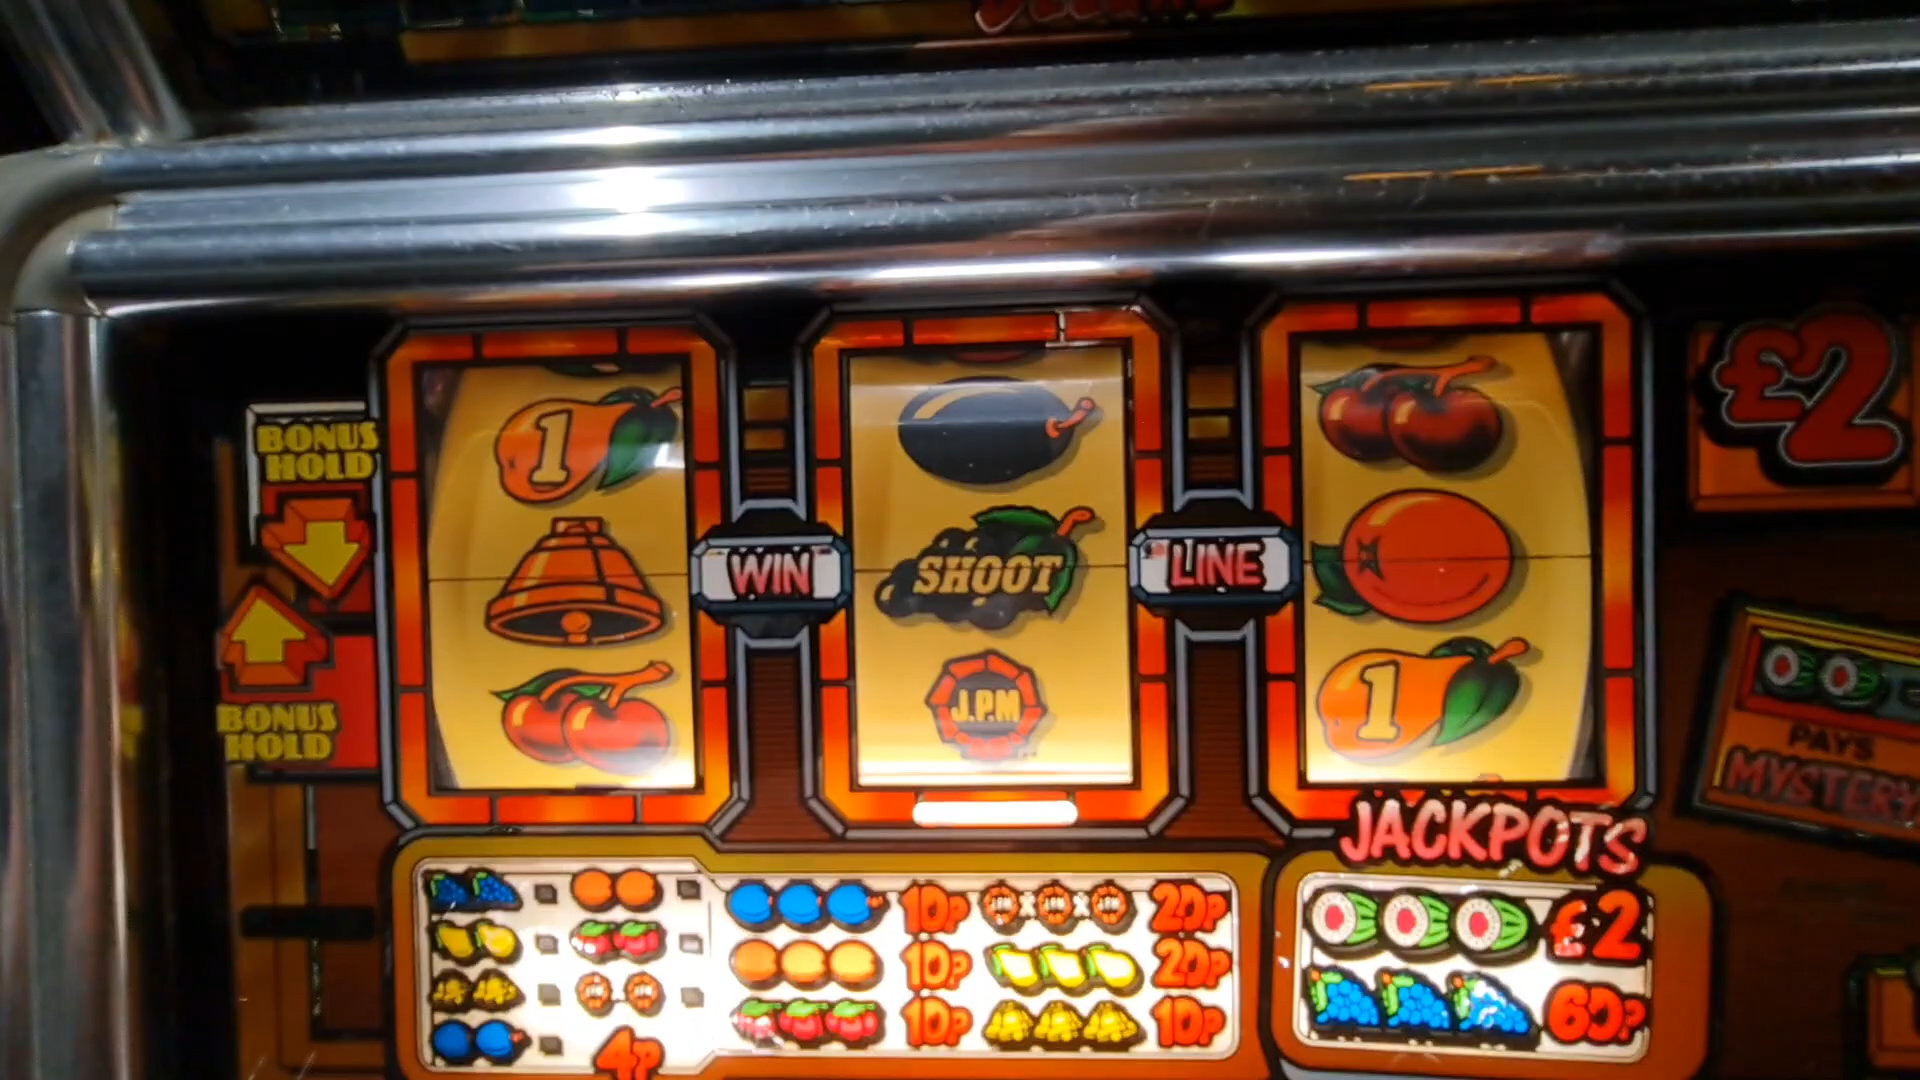 BONUS
HOLD
BONUS
HOLD
1
WIN
SHOOT
J.P.M
LINE
1
£2
PAYS
MYSTERY
JACKPOTS
10P
20P
£2
10P
20P
10P
10P
60P
4P